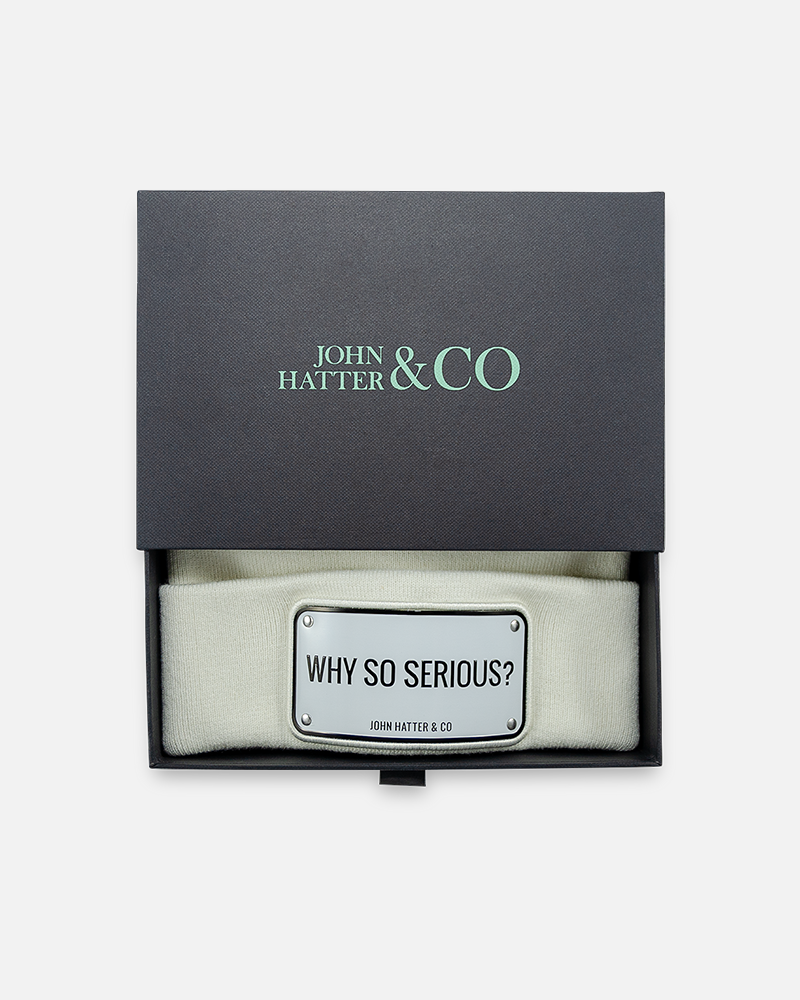 JOHN
HATTER &CO
WHY SO SERIOUS?
JOHN HATTER & CO